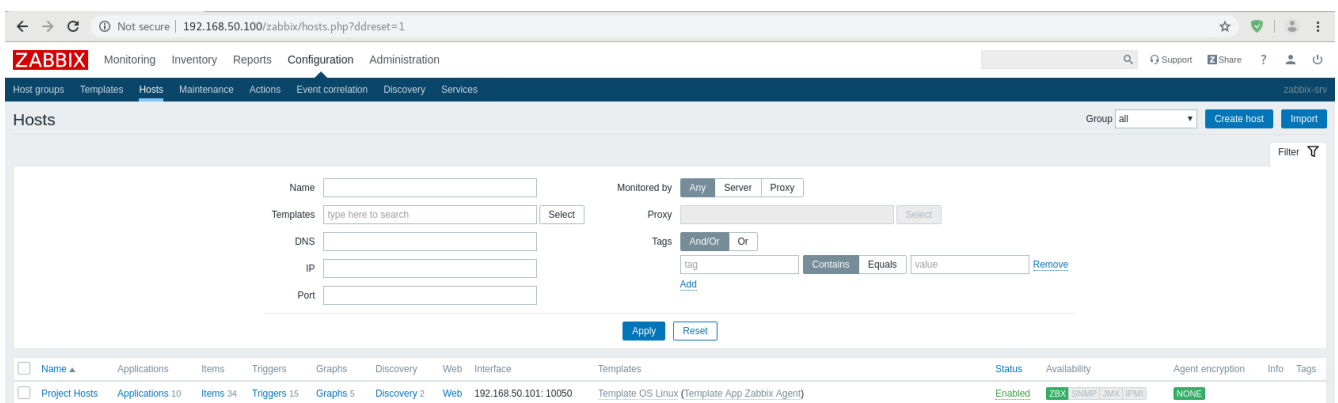 Not secure | 192.168.50.100/zabbix/hosts.php?ddreset=1
ZABBIX Monitoring Inventory Reports Configuration Administration Support Z Share ?
Host groups Templates Hosts Maintenance Actions Event correlation Discovery Services zabbix-srv
Hosts Group all Create host Import
Filter
Name Monitored by Any Server Proxy
Templates type here to search Select Proxy Select
DNS Tags And/Or Or
IP tag Contains Equals value Remove
Port Add
Apply Reset
Name Applications Items Triggers Graphs Discovery Web Interface Templates Status Availability Agent encryption Info Tags
Project Hosts Applications 10 Items 34 Triggers 15 Graphs 5 Discovery 2 Web 192.168.50.101: 10050 Template OS Linux (Template App Zabbix Agent) Enabled ZBX SNMP JMX IPMI NONE